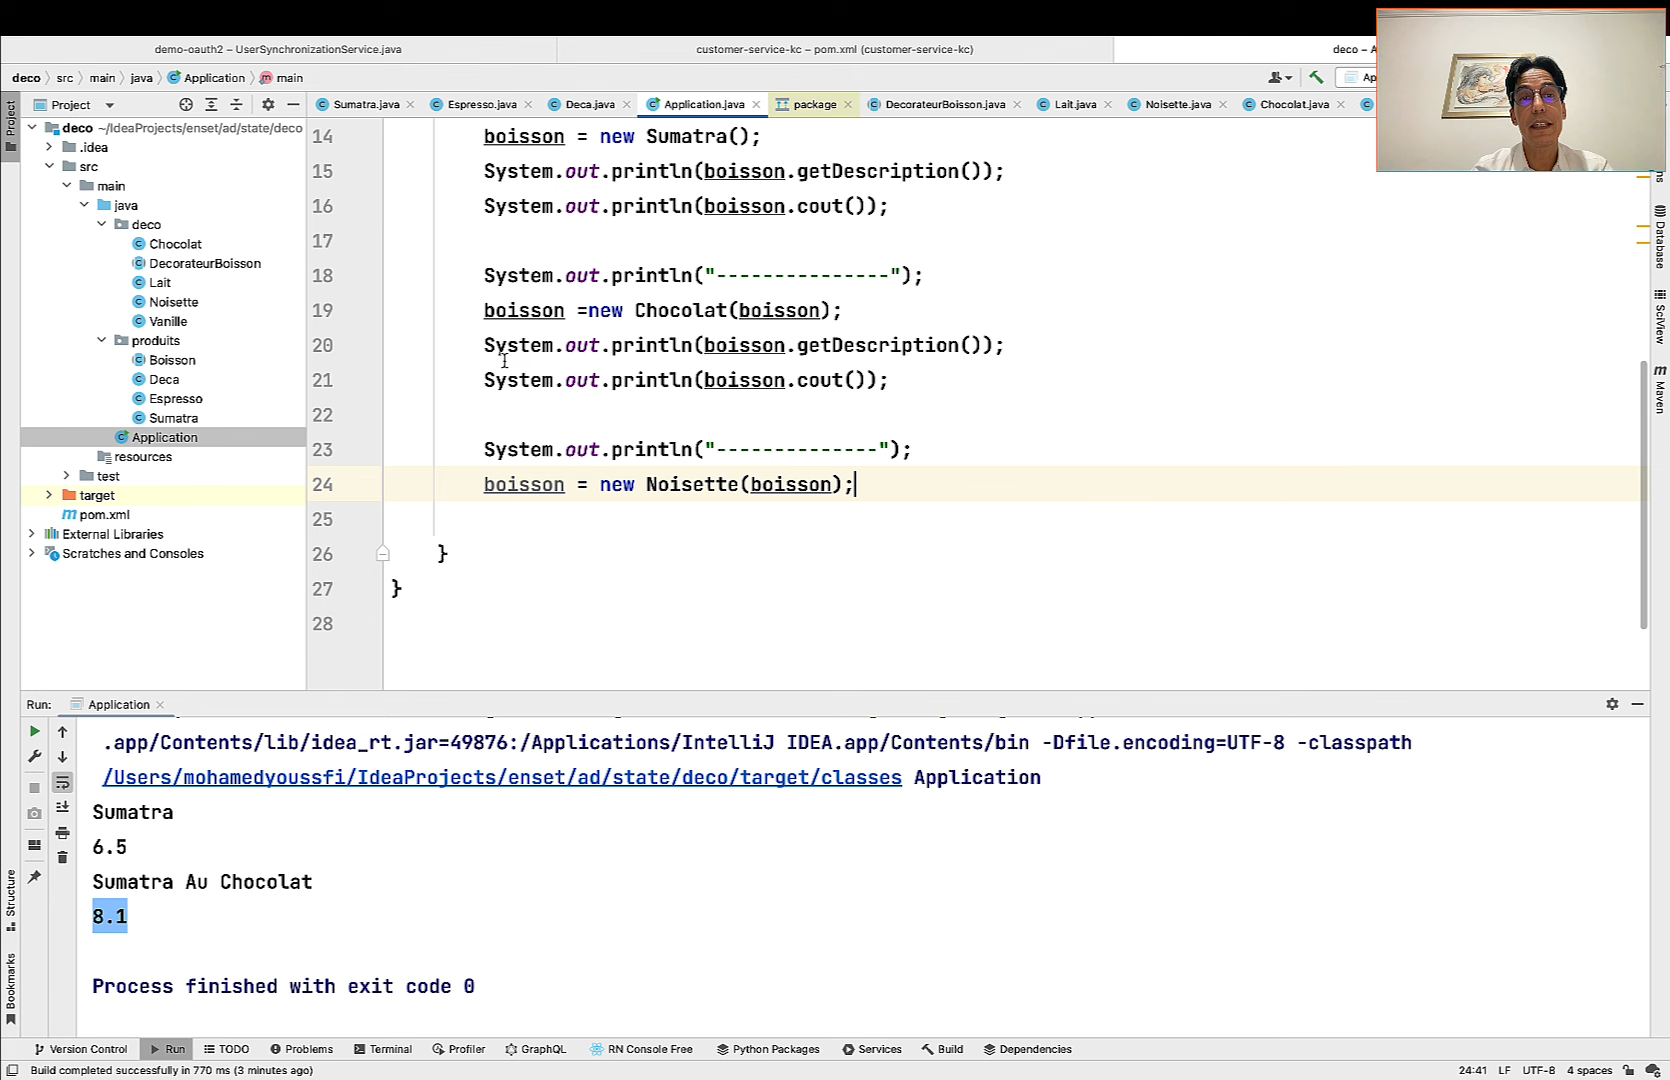 demo-oauth2 – UserSynchronizationService.java
customer-service-kc – pom.xml (customer-service-kc)
deco – A
deco
src
main
java
Application
main
Ap
Project
Project
Sumatra.java
Espresso.java
Deca.java
Application.java
package
DecorateurBoisson.java
Lait.java
Noisette.java
Chocolat.java
deco ~/IdeaProjects/enset/ad/state/deco
.idea
src
main
java
deco
Chocolat
DecorateurBoisson
Lait
Noisette
Vanille
produits
Boisson
Deca
Espresso
Sumatra
Application
resources
test
target
pom.xml
External Libraries
Scratches and Consoles
14 boisson = new Sumatra();
15 System.out.println(boisson.getDescription());
16 System.out.println(boisson.cout());
17
18 System.out.println("---------------");
19 boisson =new Chocolat(boisson);
20 System.out.println(boisson.getDescription());
21 System.out.println(boisson.cout());
22
23 System.out.println("--------------");
24 boisson = new Noisette(boisson);
25
26 }
27 }
28
Database
SciView
Maven
Run: Application
.app/Contents/lib/idea_rt.jar=49876:/Applications/IntelliJ IDEA.app/Contents/bin -Dfile.encoding=UTF-8 -classpath
/Users/mohamedyoussfi/IdeaProjects/enset/ad/state/deco/target/classes Application
Sumatra
6.5
Sumatra Au Chocolat
8.1
Process finished with exit code 0
Structure
Bookmarks
Version Control
Run
TODO
Problems
Terminal
Profiler
GraphQL
RN Console Free
Python Packages
Services
Build
Dependencies
Build completed successfully in 770 ms (3 minutes ago)
24:41 LF UTF-8 4 spaces